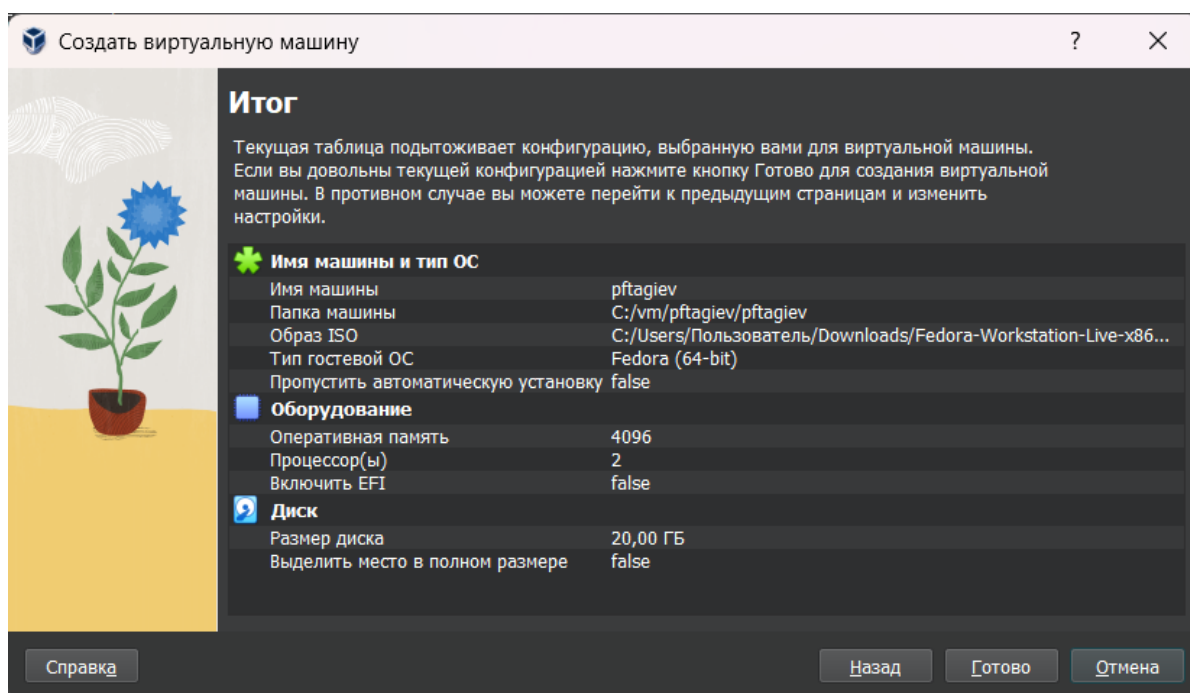 Создать виртуальную машину
?
Итог
Текущая таблица подытоживает конфигурацию, выбранную вами для виртуальной машины.
Если вы довольны текущей конфигурацией нажмите кнопку Готово для создания виртуальной
машины. В противном случае вы можете перейти к предыдущим страницам и изменить
настройки.
Имя машины и тип ОС
Имя машины pftagiev
Папка машины C:/vm/pftagiev/pftagiev
Образ ISO C:/Users/Пользователь/Downloads/Fedora-Workstation-Live-x86...
Тип гостевой ОС Fedora (64-bit)
Пропустить автоматическую установку false
Оборудование
Оперативная память 4096
Процессор(ы) 2
Включить EFI false
Диск
Размер диска 20,00 ГБ
Выделить место в полном размере false
Справка Назад Готово Отмена